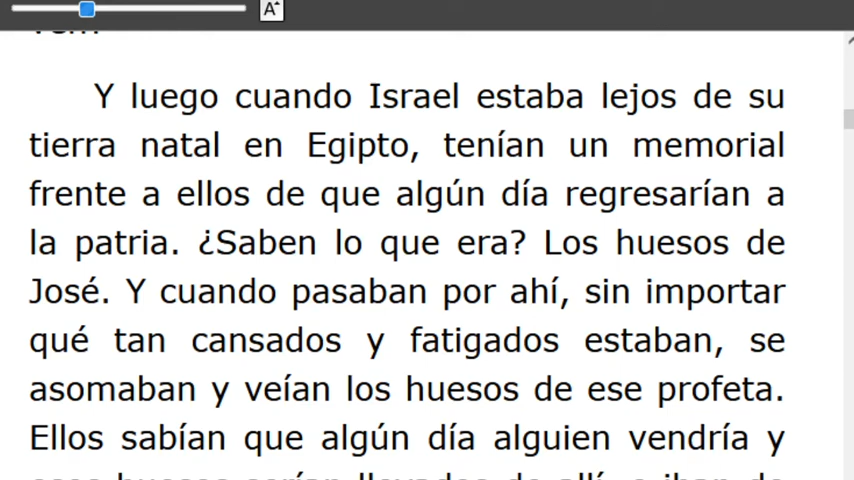 A
Y luego cuando Israel estaba lejos de su
tierra natal en Egipto, tenían un memorial
frente a ellos de que algún día regresarían a
la patria. ¿Saben lo que era? Los huesos de
José. Y cuando pasaban por ahí, sin importar
qué tan cansados y fatigados estaban, se
asomaban y veían los huesos de ese profeta.
Ellos sabían que algún día alguien vendría y